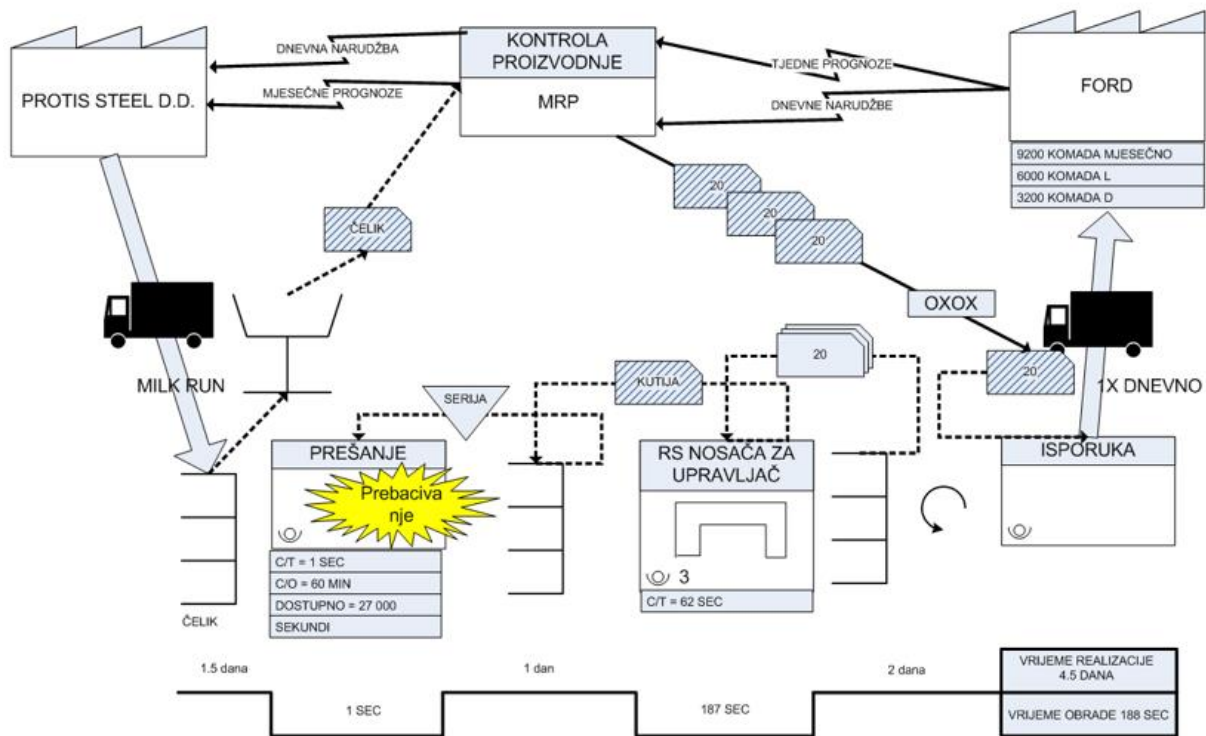 DNEVNA NARUDŽBA
KONTROLA
PROIZVODNJE
TJEDNE PROGNOZE
PROTIS STEEL D.D.
MJESEČNE PROGNOZE
MRP
DNEVNE NARUDŽBE
FORD
9200 KOMADA MJESEČNO
6000 KOMADA L
3200 KOMADA D
20
20
20
ČELIK
OXOX
MILK RUN
20
KUTIJA
20
1X DNEVNO
SERIJA
PREŠANJE
RS NOSAČA ZA
UPRAVLJAČ
ISPORUKA
Prebaciva
nje
3
C/T = 1 SEC
C/O = 60 MIN
DOSTUPNO = 27 000
SEKUNDI
C/T = 62 SEC
ČELIK
1.5 dana
1 dan
2 dana
VRIJEME REALIZACIJE
4.5 DANA
1 SEC
187 SEC
VRIJEME OBRADE 188 SEC